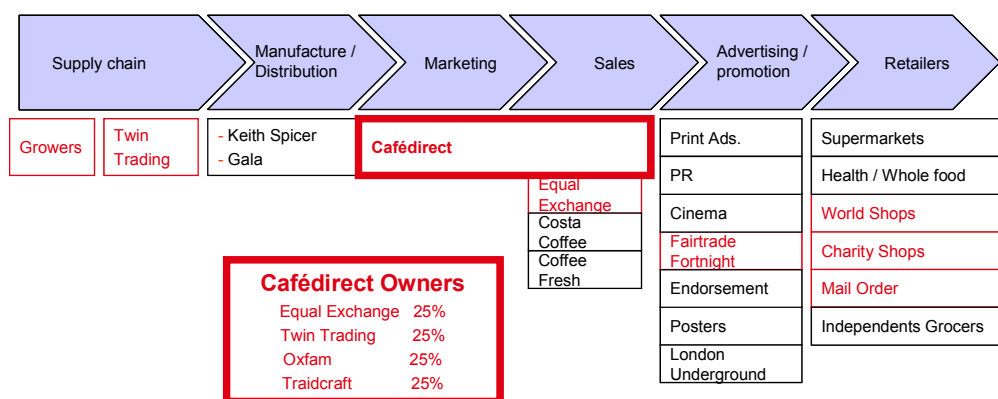 Supply chain
Manufacture /
Distribution
Marketing
Sales
Advertising /
promotion
Retailers
Growers
Twin
Trading
- Keith Spicer
- Gala
Cafédirect
Equal
Exchange
Costa
Coffee
Coffee
Fresh
Print Ads.
PR
Cinema
Fairtrade
Fortnight
Endorsement
Posters
London
Underground
Supermarkets
Health / Whole food
World Shops
Charity Shops
Mail Order
Independents Grocers
Cafédirect Owners
Equal Exchange 25%
Twin Trading 25%
Oxfam 25%
Traidcraft 25%